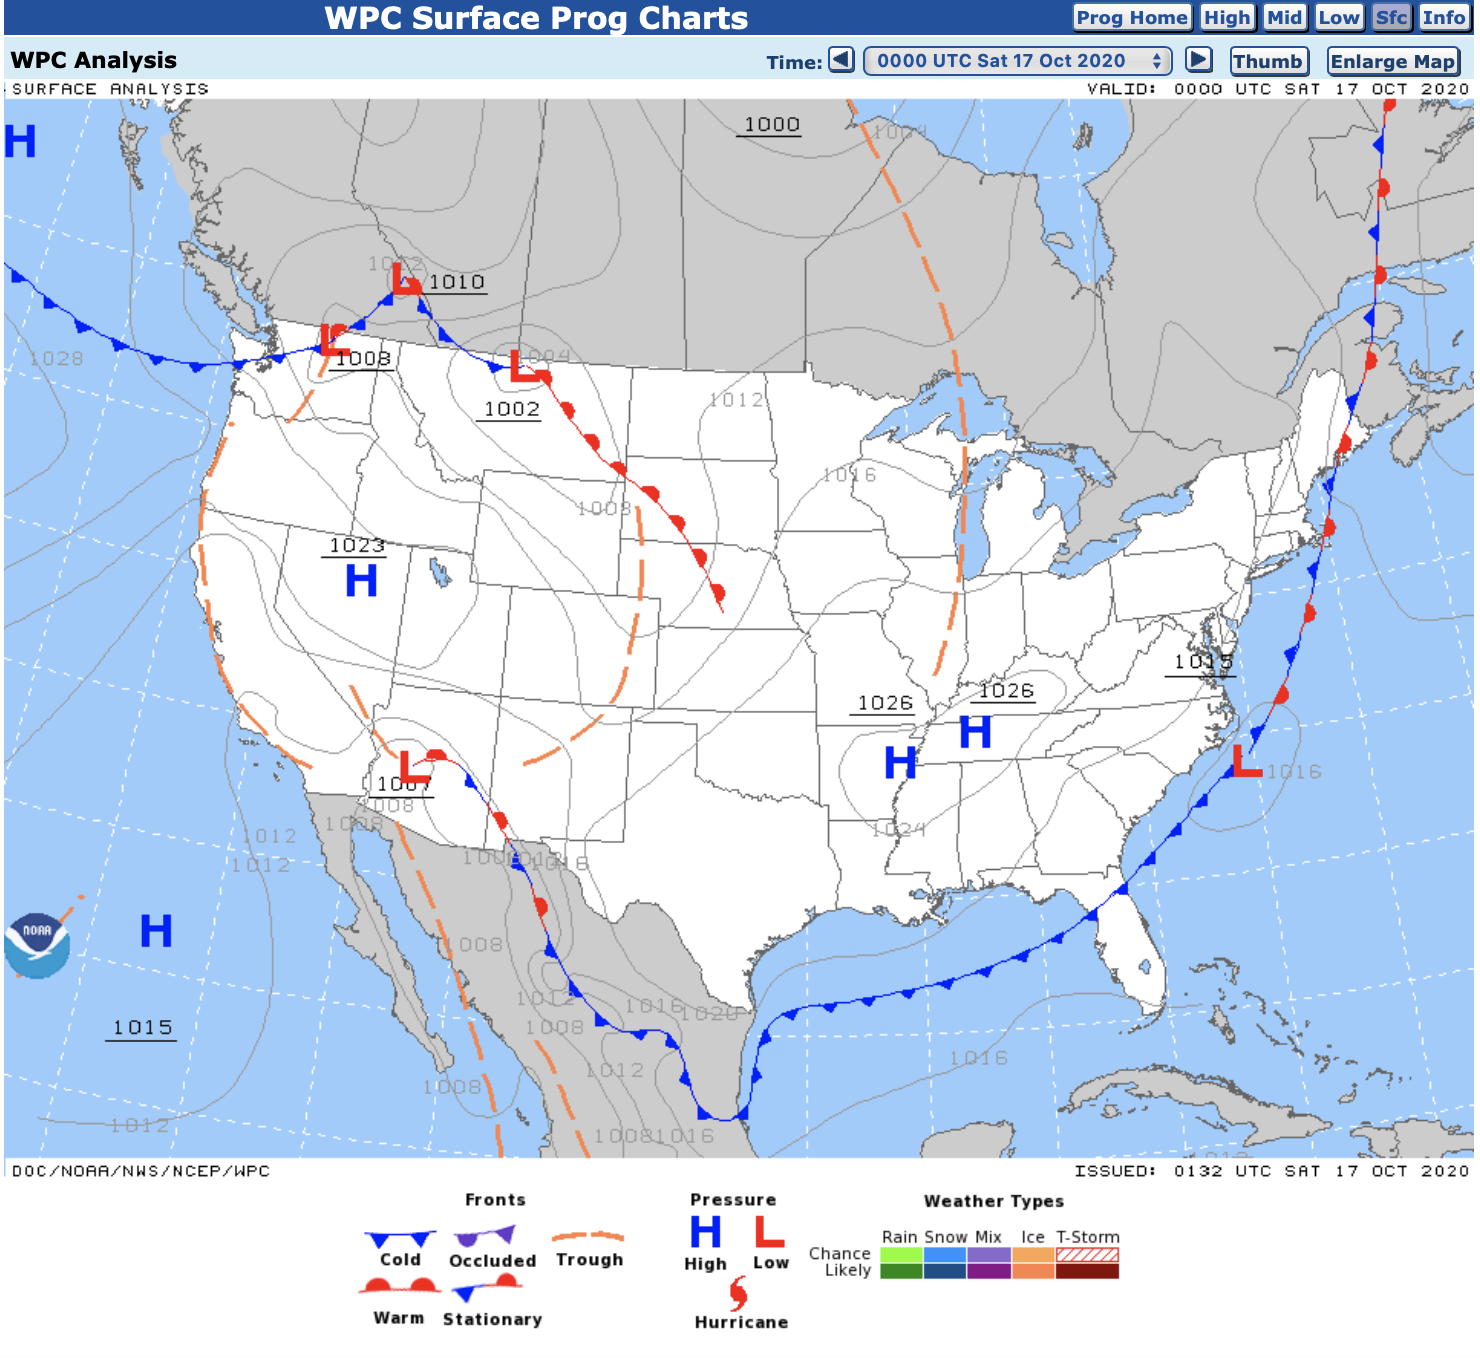 WPC Surface Prog Charts
Prog Home High Mid Low Sfc Info
WPC Analysis
Time: 0000 UTC Sat 17 Oct 2020 Thumb Enlarge Map
SURFACE ANALYSIS
VALID: 0000 UTC SAT 17 OCT 2020
1000
1004
H
1012
L
1010
L
1008
1028
L
1004
1002
1012
1016
1008
1023
H
1015
1026
1026
H
H
L
1016
L
1007
1008
1008
1012
1012
1024
1016
H
NOAA
1008
1012
1016
1020
1008
1015
1016
1012
1008
1012
1008
1016
DOC/NOAA/NWS/NCEP/WPC
ISSUED: 0132 UTC SAT 17 OCT 2020
Fronts
Pressure
Weather Types
H
L
Rain Snow Mix Ice T-Storm
Cold
Occluded
Trough
High
Low
Chance
Likely
Warm
Stationary
Hurricane